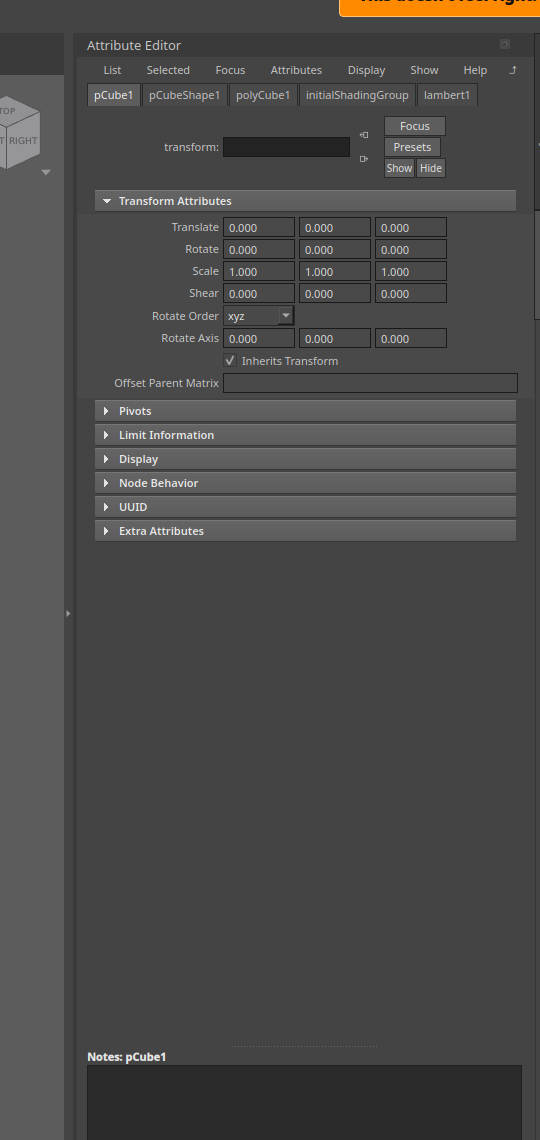 Attribute Editor
List Selected Focus Attributes Display Show Help
pCube1 pCubeShape1 polyCube1 initialShadingGroup lambert1
TOP
RIGHT
Focus
transform:
Presets
Show Hide
Transform Attributes
Translate 0.000 0.000 0.000
Rotate 0.000 0.000 0.000
Scale 1.000 1.000 1.000
Shear 0.000 0.000 0.000
Rotate Order xyz
Rotate Axis 0.000 0.000 0.000
Inherits Transform
Offset Parent Matrix
Pivots
Limit Information
Display
Node Behavior
UUID
Extra Attributes
Notes: pCube1